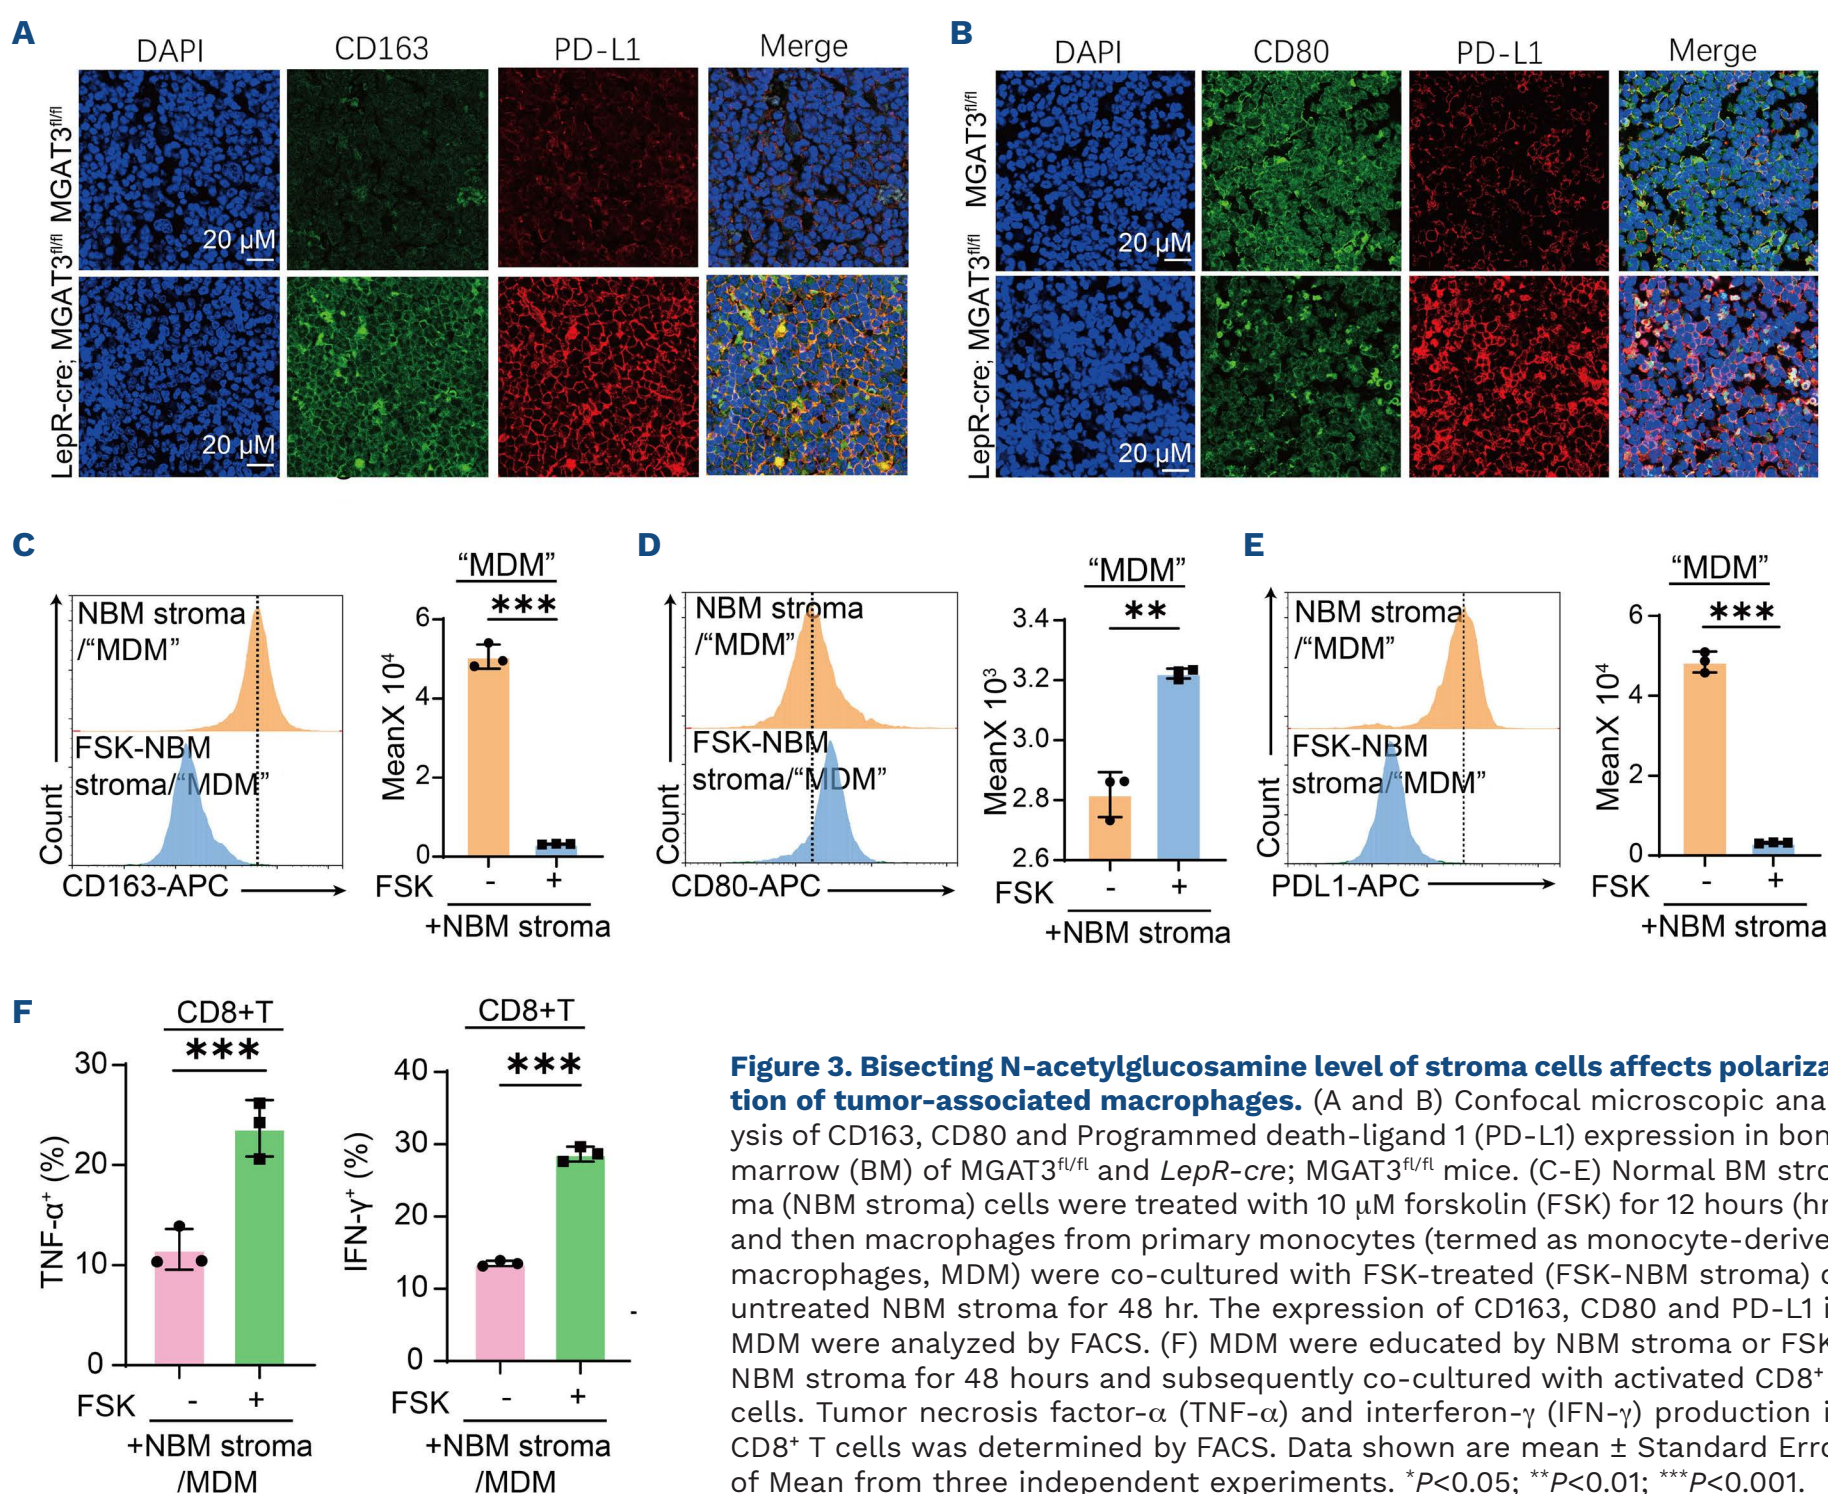 A
DAPI CD163 PD-L1 Merge
MGAT3fl/fl
LepR-cre; MGAT3fl/fl
20 µM
20 µM
B
DAPI CD80 PD-L1 Merge
MGAT3fl/fl
LepR-cre; MGAT3fl/fl
20 µM
20 µM
C
NBM stroma
/“MDM”
FSK-NBM
stroma/“MDM”
Count
CD163-APC
“MDM”
***
MeanX 10⁴
6
4
2
0
FSK - +
+NBM stroma
D
NBM stroma
/“MDM”
FSK-NBM
stroma/“MDM”
Count
CD80-APC
“MDM”
**
MeanX 10³
3.4
3.2
3.0
2.8
2.6
FSK - +
+NBM stroma
E
NBM stroma
/“MDM”
FSK-NBM
stroma/“MDM”
Count
PDL1-APC
“MDM”
***
MeanX 10⁴
6
4
2
0
FSK - +
+NBM stroma
F
CD8+T
***
TNF-α⁺ (%)
30
20
10
0
FSK - +
+NBM stroma
/MDM
CD8+T
***
IFN-γ⁺ (%)
40
30
20
10
0
-
FSK - +
+NBM stroma
/MDM
Figure 3. Bisecting N-acetylglucosamine level of stroma cells affects polariza
tion of tumor-associated macrophages. (A and B) Confocal microscopic ana
ysis of CD163, CD80 and Programmed death-ligand 1 (PD-L1) expression in bon
marrow (BM) of MGAT3fl/fl and LepR-cre; MGAT3fl/fl mice. (C-E) Normal BM stro
ma (NBM stroma) cells were treated with 10 μM forskolin (FSK) for 12 hours (hr
and then macrophages from primary monocytes (termed as monocyte-derive
macrophages, MDM) were co-cultured with FSK-treated (FSK-NBM stroma) o
untreated NBM stroma for 48 hr. The expression of CD163, CD80 and PD-L1 i
MDM were analyzed by FACS. (F) MDM were educated by NBM stroma or FSK
NBM stroma for 48 hours and subsequently co-cultured with activated CD8⁺
cells. Tumor necrosis factor-α (TNF-α) and interferon-γ (IFN-γ) production i
CD8⁺ T cells was determined by FACS. Data shown are mean ± Standard Erro
of Mean from three independent experiments. *P<0.05; **P<0.01; ***P<0.001.